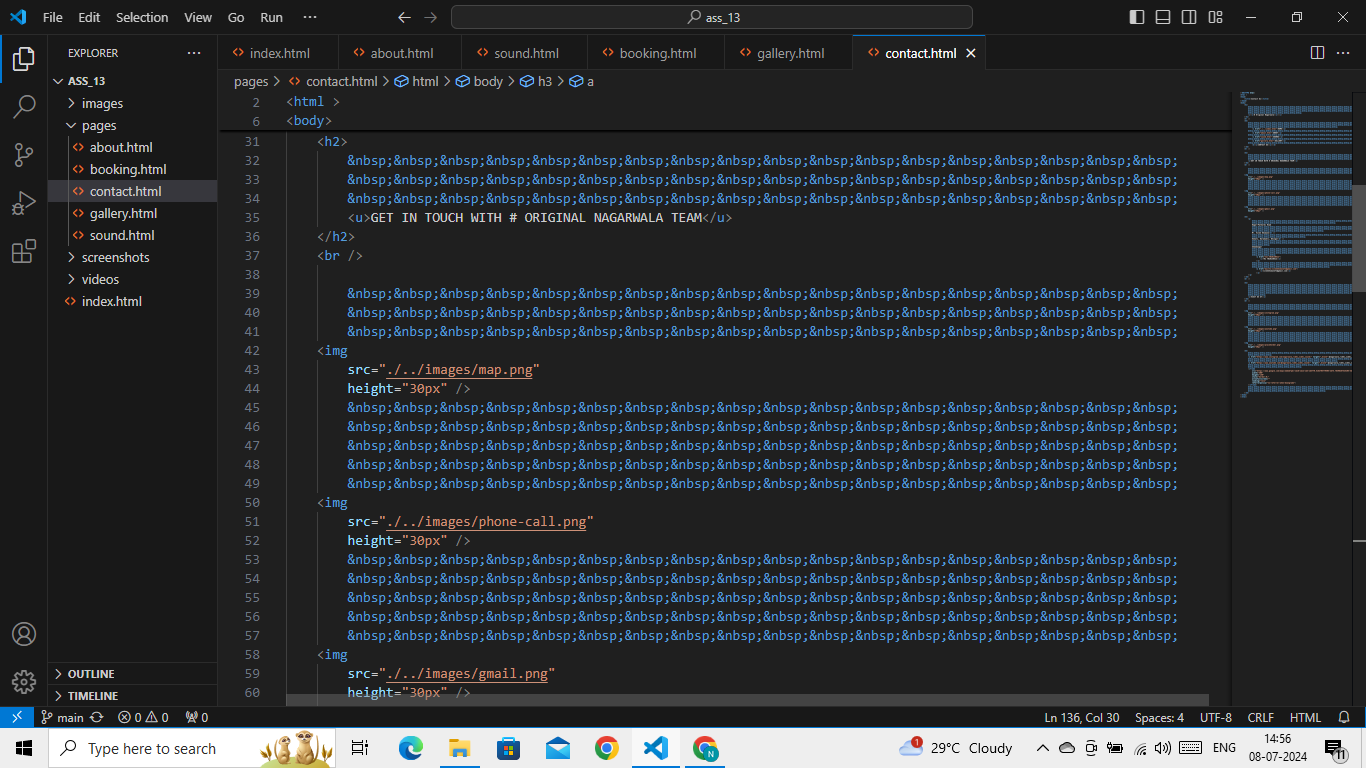 File Edit Selection View Go Run ··· ass_13
EXPLORER ···
ASS_13
images
pages
about.html
booking.html
contact.html
gallery.html
sound.html
screenshots
videos
index.html
OUTLINE
TIMELINE
index.html about.html sound.html booking.html gallery.html contact.html
pages > contact.html > html > body > h3 > a
2 <html >
6 <body>
31 <h2>
32 &nbsp;&nbsp;&nbsp;&nbsp;&nbsp;&nbsp;&nbsp;&nbsp;&nbsp;&nbsp;&nbsp;&nbsp;&nbsp;&nbsp;&nbsp;&nbsp;&nbsp;&nbsp;
33 &nbsp;&nbsp;&nbsp;&nbsp;&nbsp;&nbsp;&nbsp;&nbsp;&nbsp;&nbsp;&nbsp;&nbsp;&nbsp;&nbsp;&nbsp;&nbsp;&nbsp;&nbsp;
34 &nbsp;&nbsp;&nbsp;&nbsp;&nbsp;&nbsp;&nbsp;&nbsp;&nbsp;&nbsp;&nbsp;&nbsp;&nbsp;&nbsp;&nbsp;&nbsp;&nbsp;&nbsp;
35 <u>GET IN TOUCH WITH # ORIGINAL NAGARWALA TEAM</u>
36 </h2>
37 <br />
38
39 &nbsp;&nbsp;&nbsp;&nbsp;&nbsp;&nbsp;&nbsp;&nbsp;&nbsp;&nbsp;&nbsp;&nbsp;&nbsp;&nbsp;&nbsp;&nbsp;&nbsp;&nbsp;
40 &nbsp;&nbsp;&nbsp;&nbsp;&nbsp;&nbsp;&nbsp;&nbsp;&nbsp;&nbsp;&nbsp;&nbsp;&nbsp;&nbsp;&nbsp;&nbsp;&nbsp;&nbsp;
41 &nbsp;&nbsp;&nbsp;&nbsp;&nbsp;&nbsp;&nbsp;&nbsp;&nbsp;&nbsp;&nbsp;&nbsp;&nbsp;&nbsp;&nbsp;&nbsp;&nbsp;&nbsp;
42 <img
43 src="./../images/map.png"
44 height="30px" />
45 &nbsp;&nbsp;&nbsp;&nbsp;&nbsp;&nbsp;&nbsp;&nbsp;&nbsp;&nbsp;&nbsp;&nbsp;&nbsp;&nbsp;&nbsp;&nbsp;&nbsp;&nbsp;
46 &nbsp;&nbsp;&nbsp;&nbsp;&nbsp;&nbsp;&nbsp;&nbsp;&nbsp;&nbsp;&nbsp;&nbsp;&nbsp;&nbsp;&nbsp;&nbsp;&nbsp;&nbsp;
47 &nbsp;&nbsp;&nbsp;&nbsp;&nbsp;&nbsp;&nbsp;&nbsp;&nbsp;&nbsp;&nbsp;&nbsp;&nbsp;&nbsp;&nbsp;&nbsp;&nbsp;&nbsp;
48 &nbsp;&nbsp;&nbsp;&nbsp;&nbsp;&nbsp;&nbsp;&nbsp;&nbsp;&nbsp;&nbsp;&nbsp;&nbsp;&nbsp;&nbsp;&nbsp;&nbsp;&nbsp;
49 &nbsp;&nbsp;&nbsp;&nbsp;&nbsp;&nbsp;&nbsp;&nbsp;&nbsp;&nbsp;&nbsp;&nbsp;&nbsp;&nbsp;&nbsp;&nbsp;&nbsp;&nbsp;
50 <img
51 src="./../images/phone-call.png"
52 height="30px" />
53 &nbsp;&nbsp;&nbsp;&nbsp;&nbsp;&nbsp;&nbsp;&nbsp;&nbsp;&nbsp;&nbsp;&nbsp;&nbsp;&nbsp;&nbsp;&nbsp;&nbsp;&nbsp;
54 &nbsp;&nbsp;&nbsp;&nbsp;&nbsp;&nbsp;&nbsp;&nbsp;&nbsp;&nbsp;&nbsp;&nbsp;&nbsp;&nbsp;&nbsp;&nbsp;&nbsp;&nbsp;
55 &nbsp;&nbsp;&nbsp;&nbsp;&nbsp;&nbsp;&nbsp;&nbsp;&nbsp;&nbsp;&nbsp;&nbsp;&nbsp;&nbsp;&nbsp;&nbsp;&nbsp;&nbsp;
56 &nbsp;&nbsp;&nbsp;&nbsp;&nbsp;&nbsp;&nbsp;&nbsp;&nbsp;&nbsp;&nbsp;&nbsp;&nbsp;&nbsp;&nbsp;&nbsp;&nbsp;&nbsp;
57 &nbsp;&nbsp;&nbsp;&nbsp;&nbsp;&nbsp;&nbsp;&nbsp;&nbsp;&nbsp;&nbsp;&nbsp;&nbsp;&nbsp;&nbsp;&nbsp;&nbsp;&nbsp;
58 <img
59 src="./../images/gmail.png"
60 height="30px" />
main 0 0 0 Ln 136, Col 30 Spaces: 4 UTF-8 CRLF HTML
Type here to search N 1 29°C Cloudy ENG 14:56
08-07-2024 11